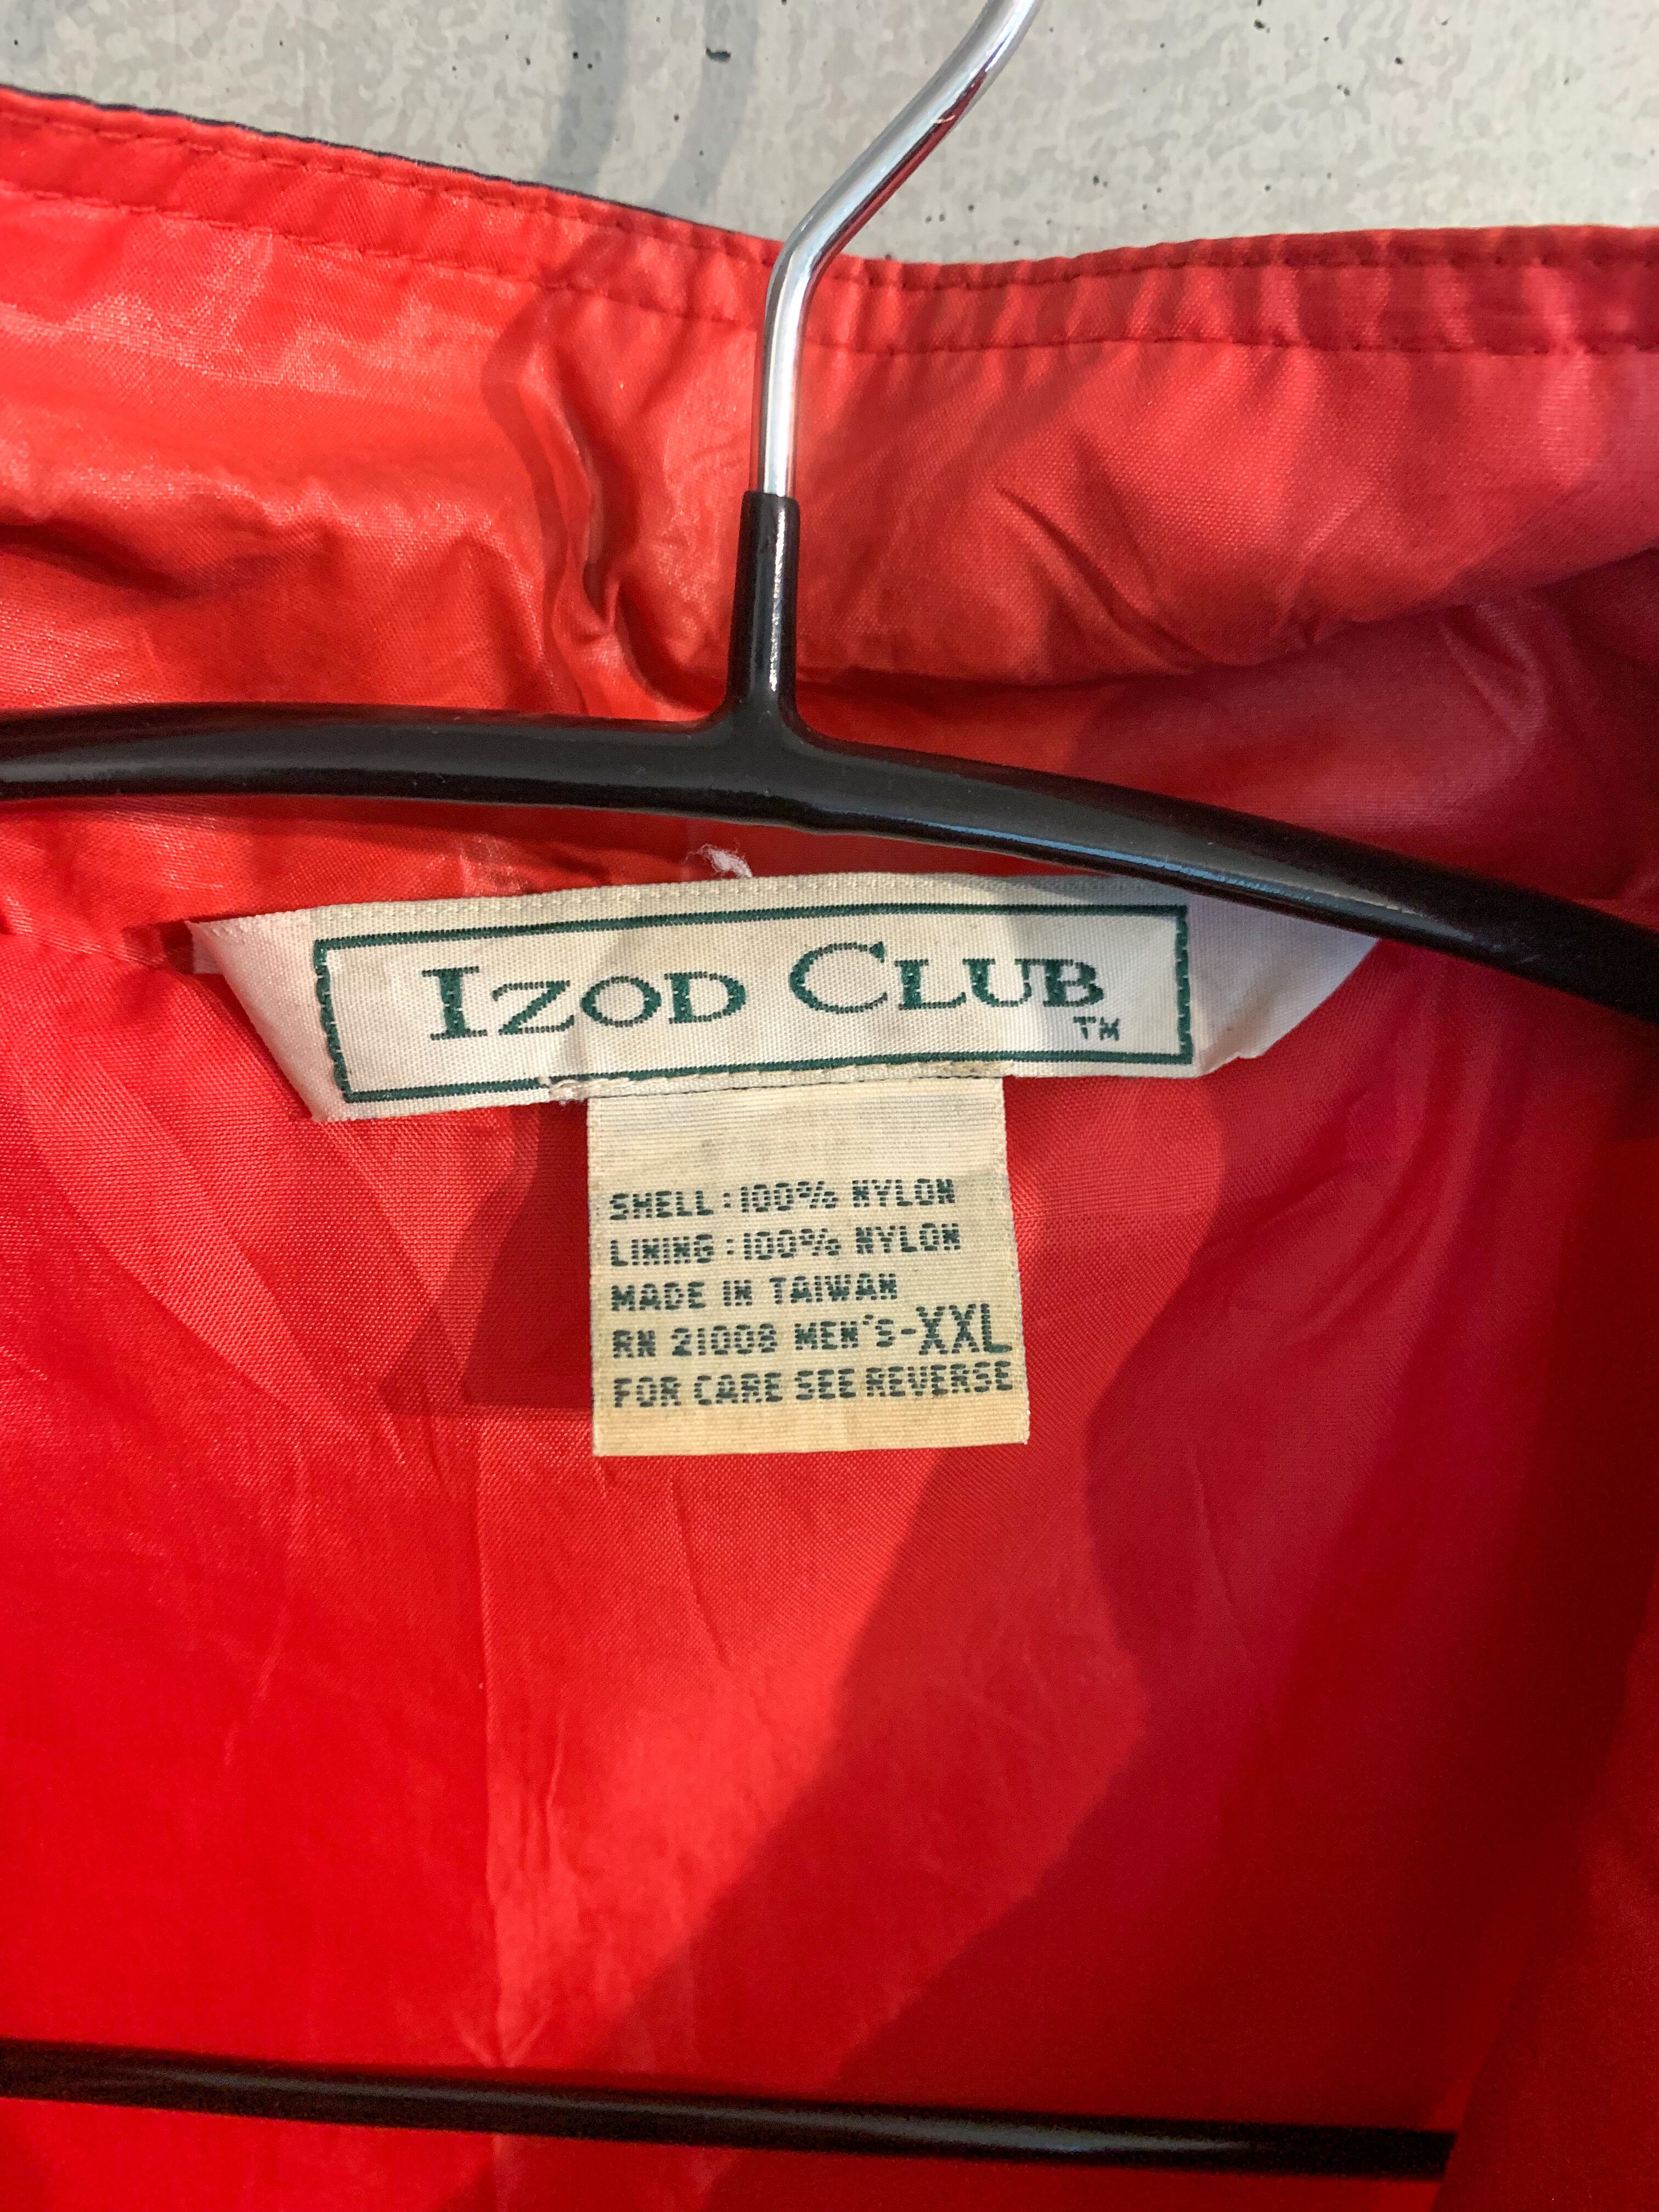 IZOD CLUB
TM
SHELL : 100% NYLON
LINING : 100% NYLON
MADE IN TAIWAN
RN 21008 MEN'S-XXL
FOR CARE SEE REVERSE